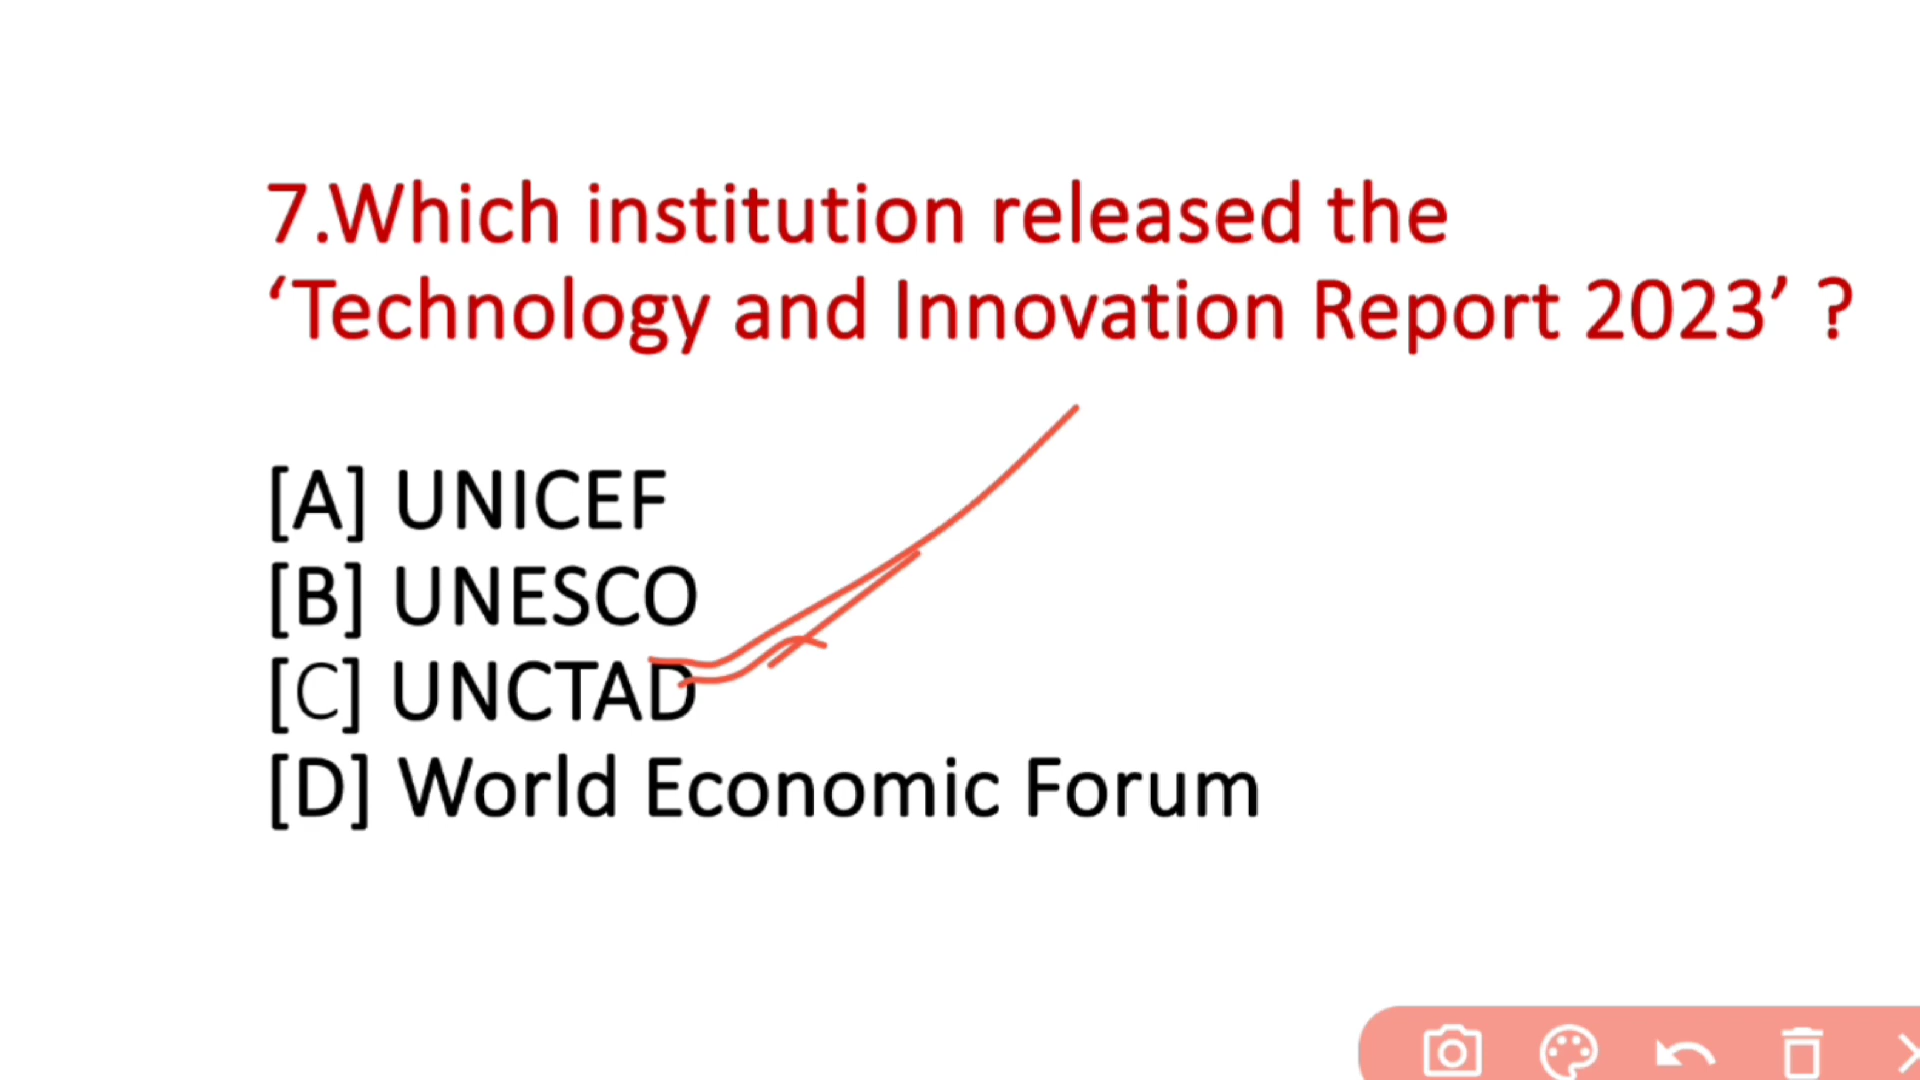 7.Which institution released the
‘Technology and Innovation Report 2023’ ?
[A] UNICEF
[B] UNESCO
[C] UNCTAD
[D] World Economic Forum